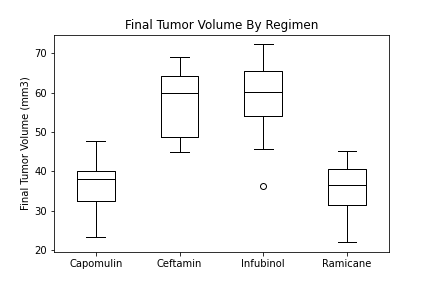 Final Tumor Volume By Regimen
Final Tumor Volume (mm3)
70
60
50
40
30
20
Capomulin Ceftamin Infubinol Ramicane